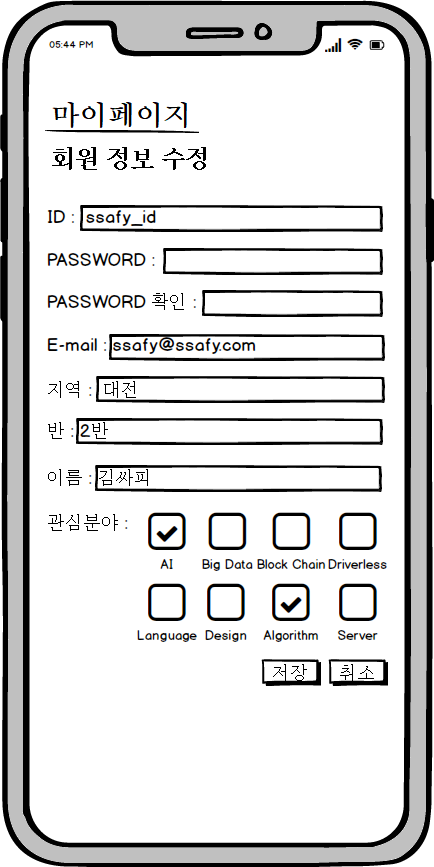 05:44 PM
마이페이지
회원 정보 수정
ID : ssafy_id
PASSWORD :
PASSWORD 확인 :
E-mail : ssafy@ssafy.com
지역 : 대전
반 : 2반
이름 : 김싸피
관심분야 :
AI Big Data Block Chain Driverless
Language Design Algorithm Server
저장 취소